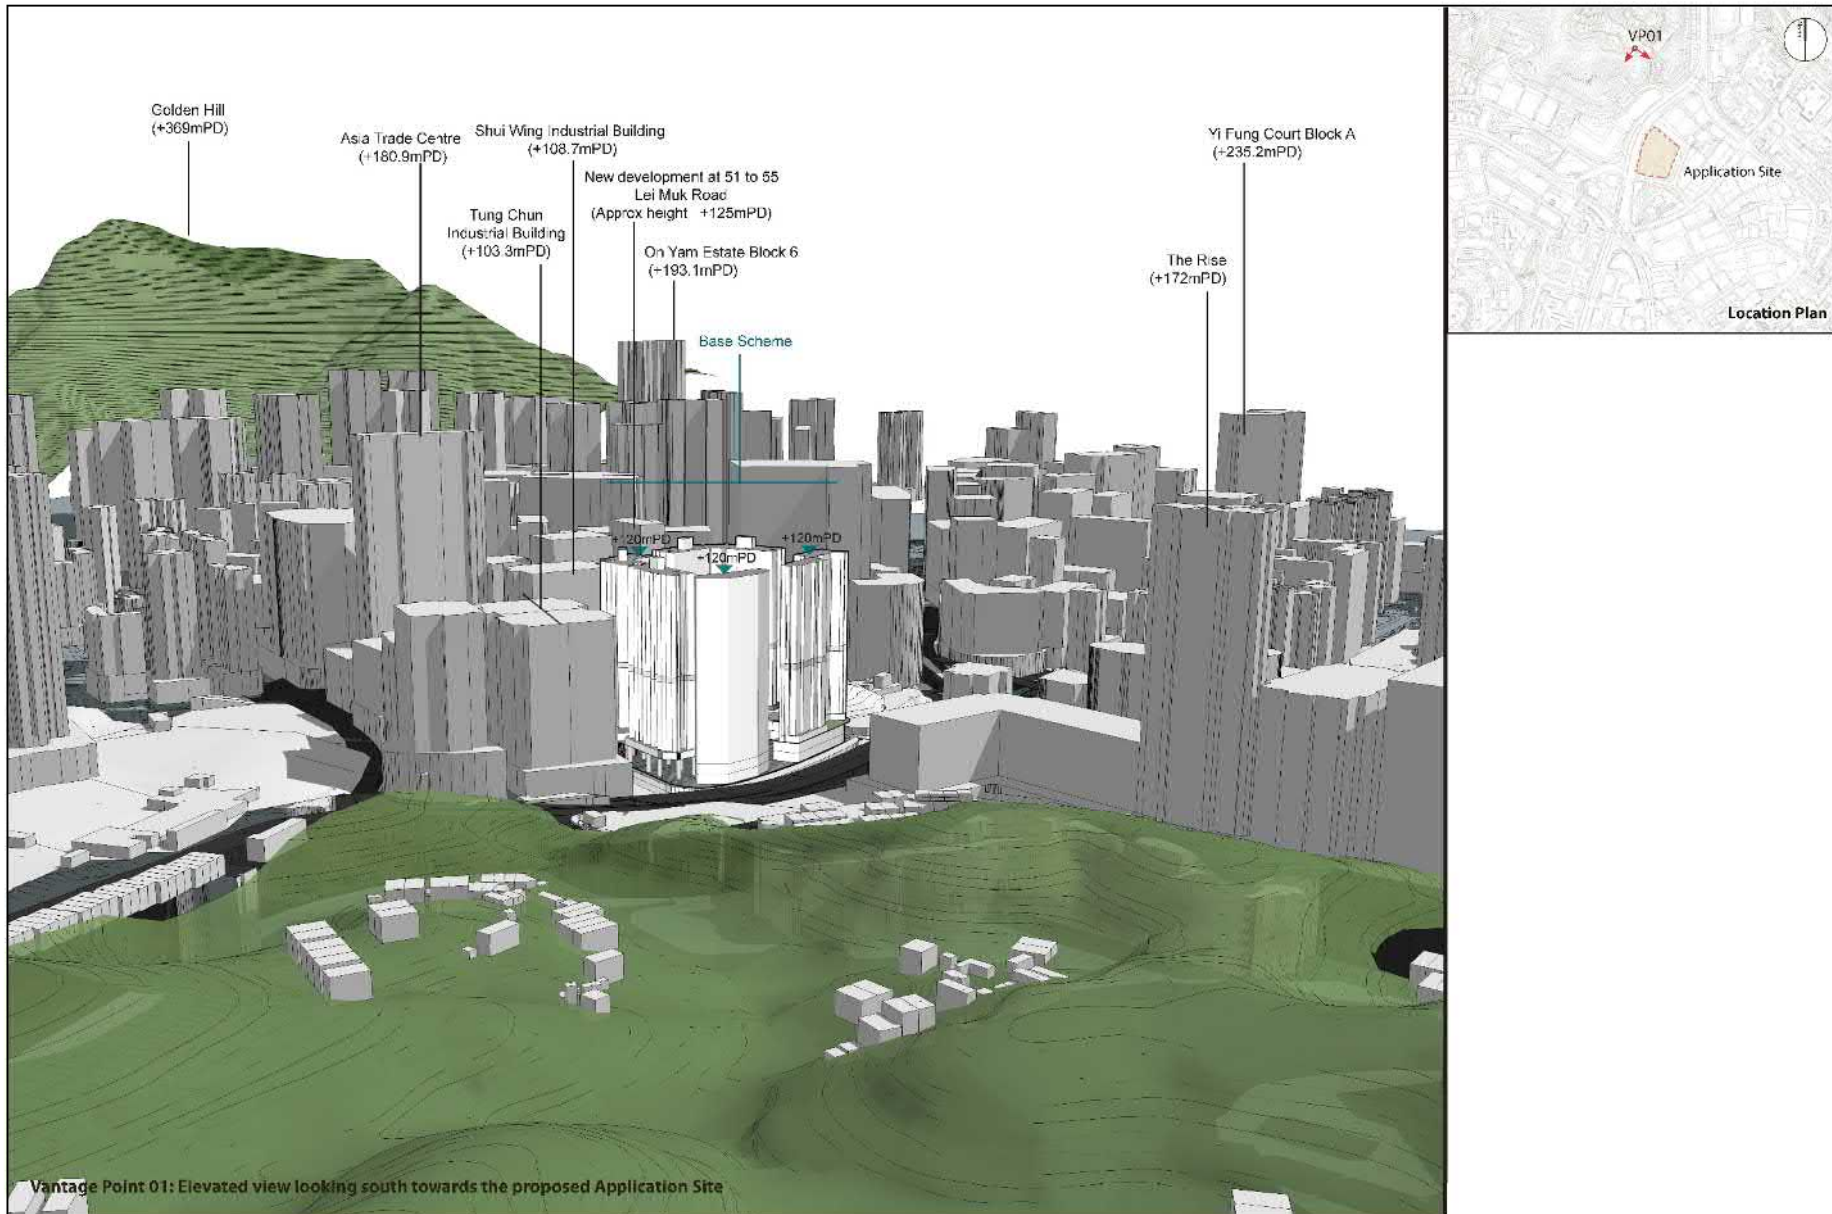 Golden Hill
(+369mPD)
Asia Trade Centre
(+180.9mPD)
Shui Wing Industrial Building
(+108.7mPD)
Tung Chun
Industrial Building
(+103.3mPD)
New development at 51 to 55
Lei Muk Road
(Approx height +125mPD)
On Yam Estate Block 6
(+193.1mPD)
Base Scheme
The Rise
(+172mPD)
Yi Fung Court Block A
(+235.2mPD)
+120mPD
+120mPD
+120mPD
Vantage Point 01: Elevated view looking south towards the proposed Application Site
VP01
Application Site
Location Plan